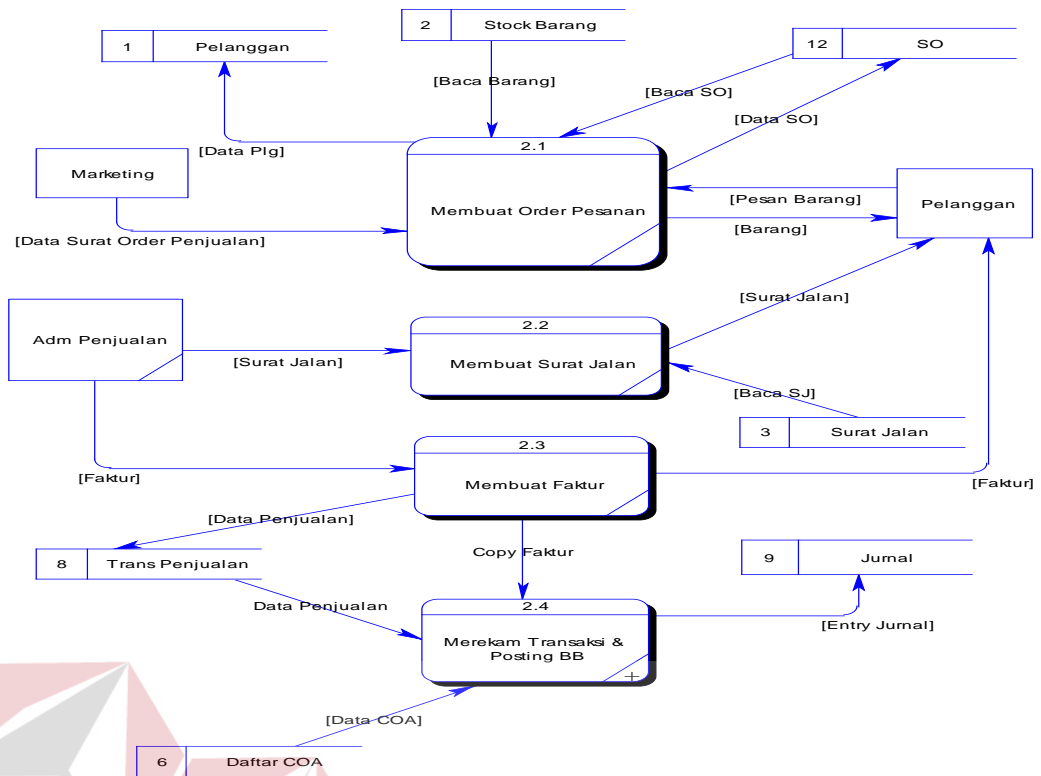 2 Stock Barang
1 Pelanggan
12 SO
[Baca Barang]
[Baca SO]
[Data SO]
[Data Plg]
2.1
Marketing
Membuat Order Pesanan
[Pesan Barang]
Pelanggan
[Barang]
[Data Surat Order Penjualan]
[Surat Jalan]
2.2
Adm Penjualan
[Surat Jalan]
Membuat Surat Jalan
[Baca SJ]
3 Surat Jalan
2.3
[Faktur]
Membuat Faktur
[Faktur]
[Data Penjualan]
Copy Faktur
8 Trans Penjualan
9 Jurnal
Data Penjualan
2.4
[Entry Jurnal]
Merekam Transaksi &
Posting BB
+
[Data COA]
6 Daftar COA